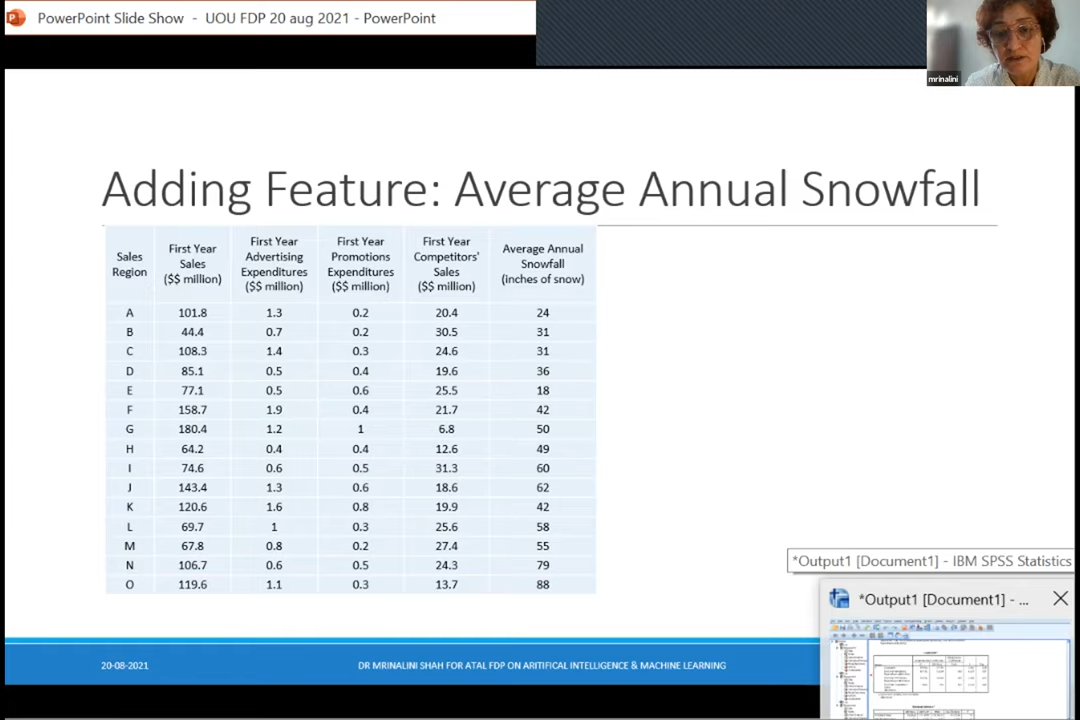 PowerPoint Slide Show - UOU FDP 20 aug 2021 - PowerPoint
mrinalini
Adding Feature: Average Annual Snowfall
Sales Region First Year Sales ($$ million) First Year Advertising Expenditures ($$ million) First Year Promotions Expenditures ($$ million) First Year Competitors' Sales ($$ million) Average Annual Snowfall (inches of snow)
A 101.8 1.3 0.2 20.4 24
B 44.4 0.7 0.2 30.5 31
C 108.3 1.4 0.3 24.6 31
D 85.1 0.5 0.4 19.6 36
E 77.1 0.5 0.6 25.5 18
F 158.7 1.9 0.4 21.7 42
G 180.4 1.2 1 6.8 50
H 64.2 0.4 0.4 12.6 49
I 74.6 0.6 0.5 31.3 60
J 143.4 1.3 0.6 18.6 62
K 120.6 1.6 0.8 19.9 42
L 69.7 1 0.3 25.6 58
M 67.8 0.8 0.2 27.4 55
N 106.7 0.6 0.5 24.3 79
O 119.6 1.1 0.3 13.7 88
*Output1 [Document1] - IBM SPSS Statistics
*Output1 [Document1] - ...
20-08-2021
DR MRINALINI SHAH FOR ATAL FDP ON ARITIFICAL INTELLIGENCE & MACHINE LEARNING